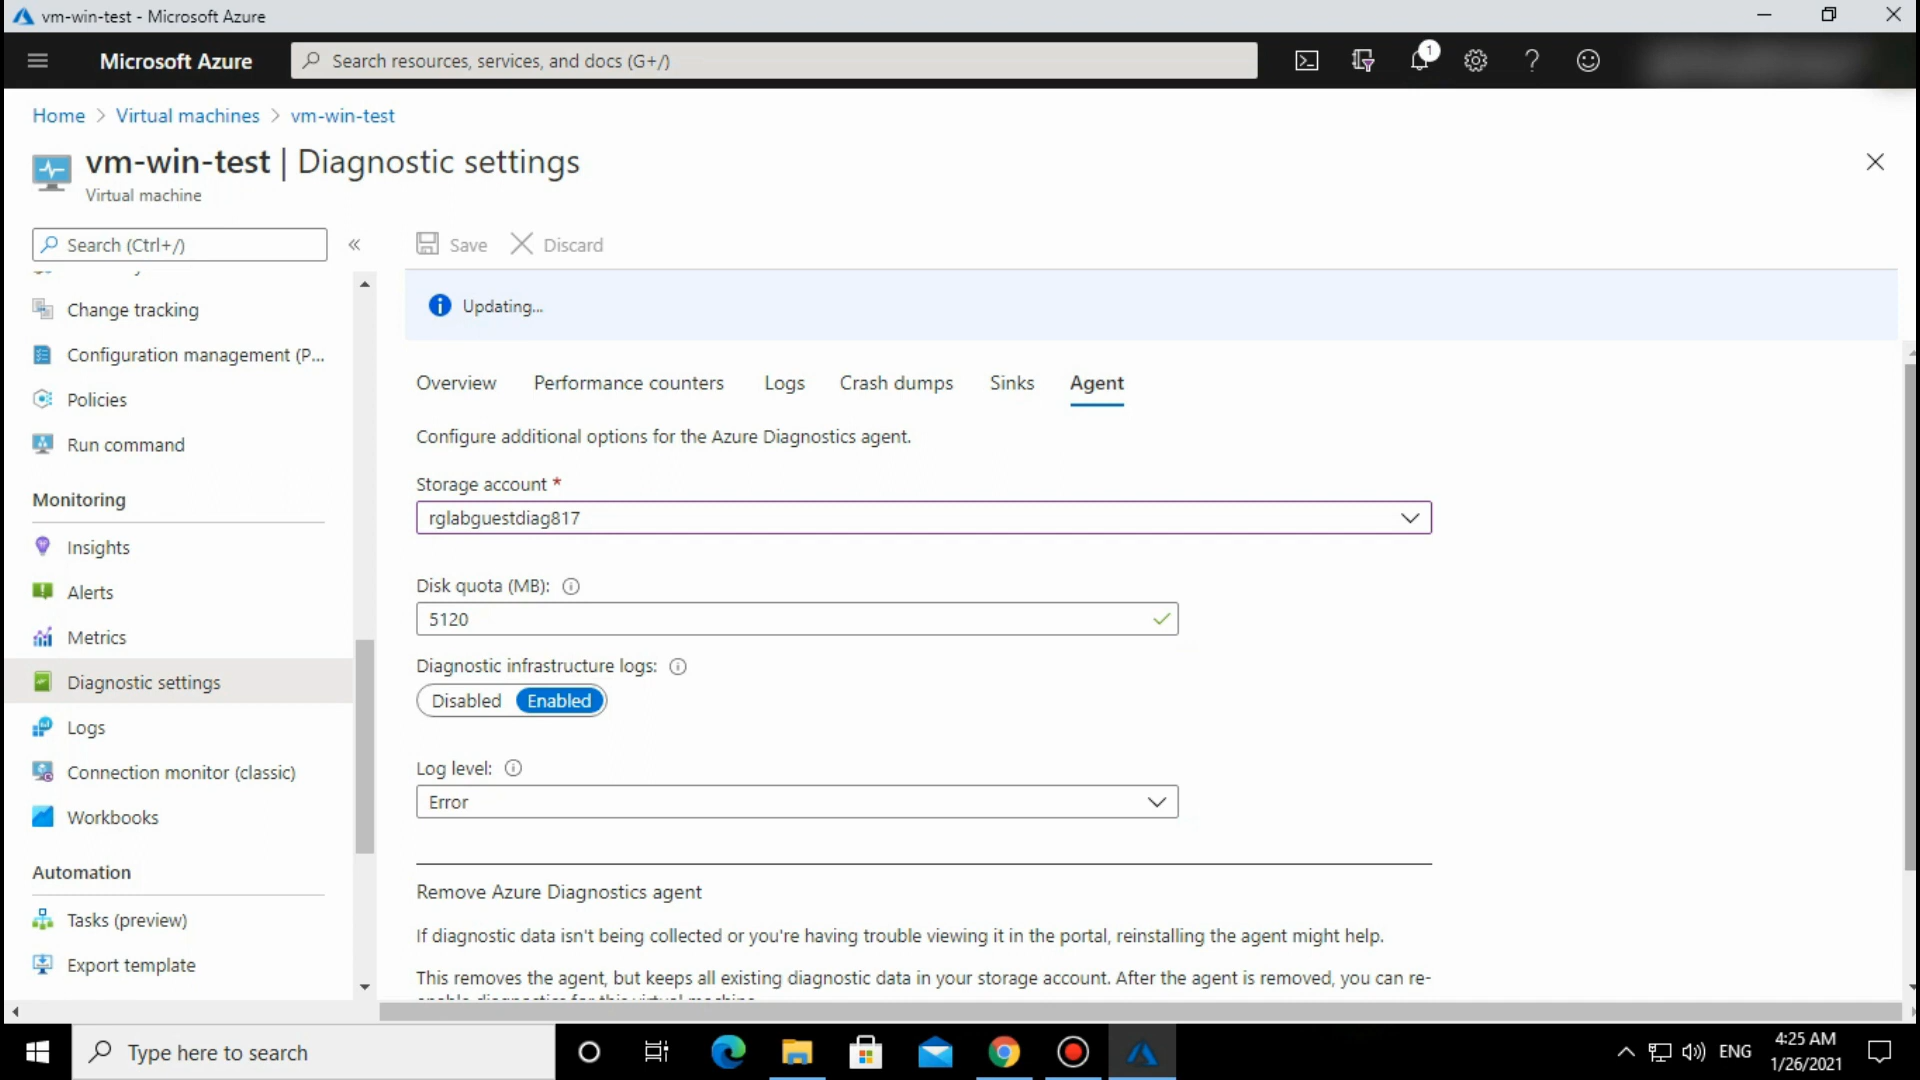 vm-win-test - Microsoft Azure
Microsoft Azure
Search resources, services, and docs (G+/)
1
Home > Virtual machines > vm-win-test
vm-win-test | Diagnostic settings
Virtual machine
Search (Ctrl+/)
«
Save
Discard
Change tracking
Configuration management (P...
Policies
Run command
Monitoring
Insights
Alerts
Metrics
Diagnostic settings
Logs
Connection monitor (classic)
Workbooks
Automation
Tasks (preview)
Export template
Updating...
Overview
Performance counters
Logs
Crash dumps
Sinks
Agent
Configure additional options for the Azure Diagnostics agent.
Storage account *
rglabguestdiag817
Disk quota (MB):
5120
Diagnostic infrastructure logs:
Disabled
Enabled
Log level:
Error
Remove Azure Diagnostics agent
If diagnostic data isn't being collected or you're having trouble viewing it in the portal, reinstalling the agent might help.
This removes the agent, but keeps all existing diagnostic data in your storage account. After the agent is removed, you can re-
enable diagnostics for this virtual machine.
Type here to search
ENG
4:25 AM
1/26/2021